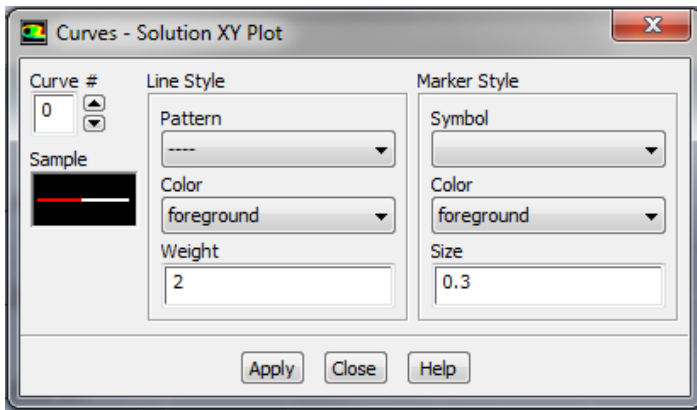 Curves - Solution XY Plot
Curve #
0
Sample
Line Style
Pattern
----
Color
foreground
Weight
2
Marker Style
Symbol
Color
foreground
Size
0.3
Apply
Close
Help